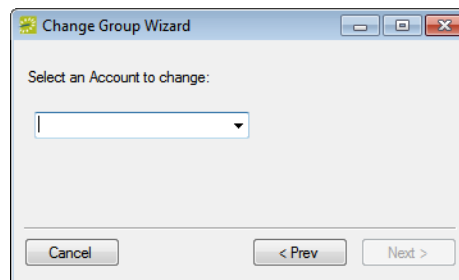 Change Group Wizard
Select an Account to change:
Cancel
< Prev
Next >